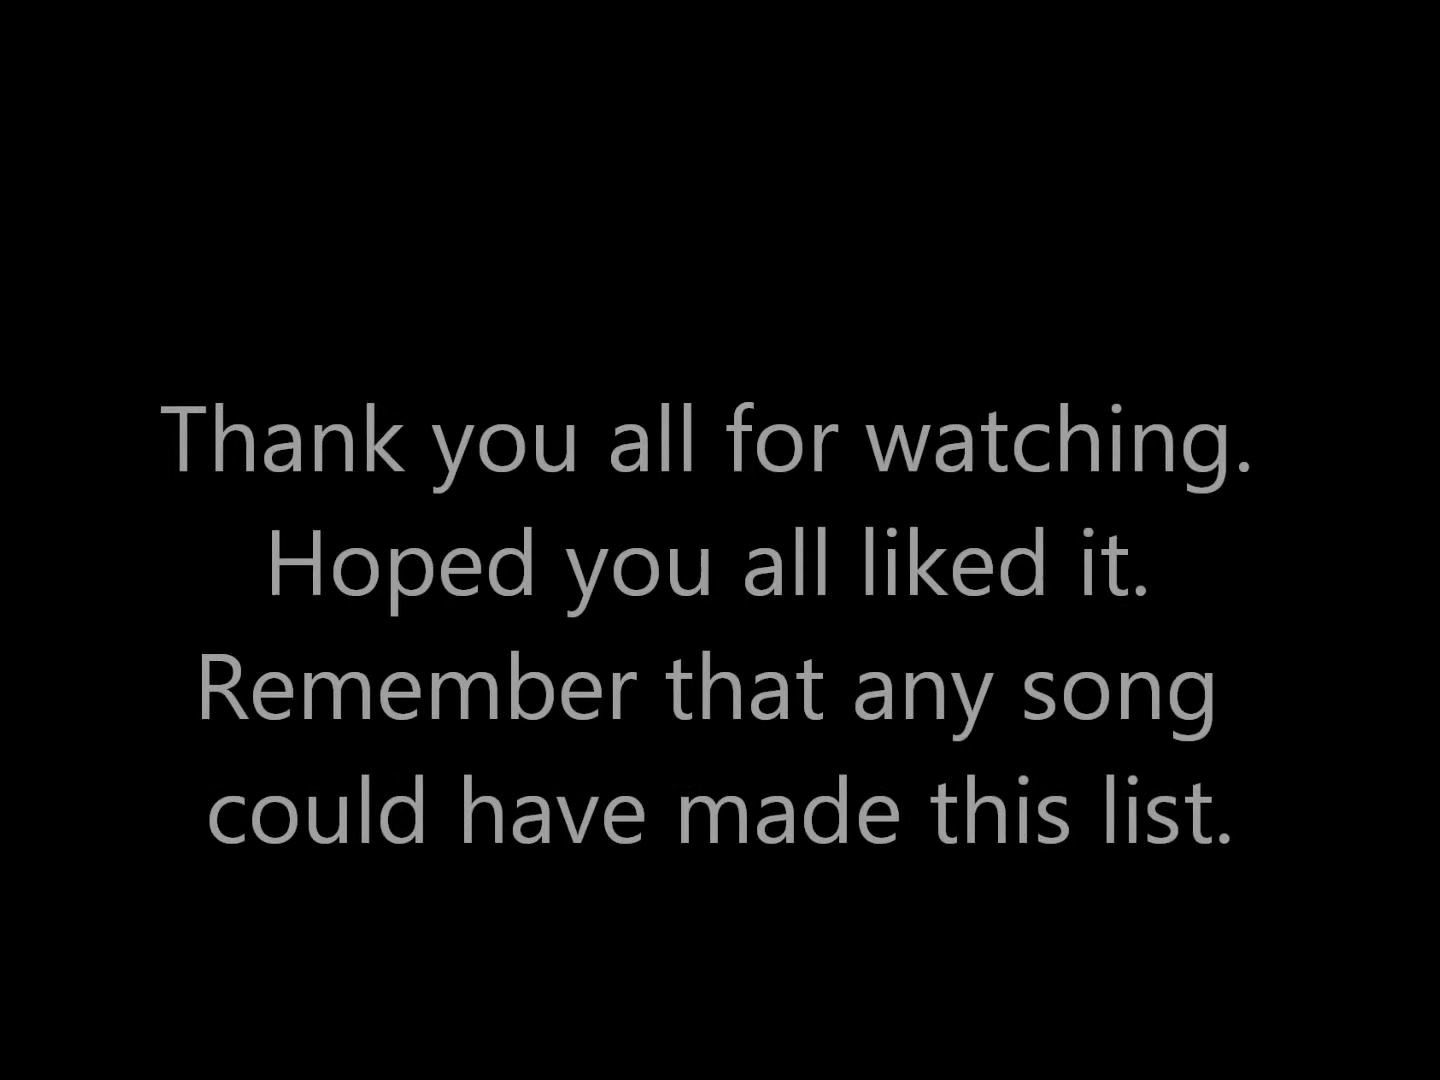 Thank you all for watching.
Hoped you all liked it.
Remember that any song
could have made this list.